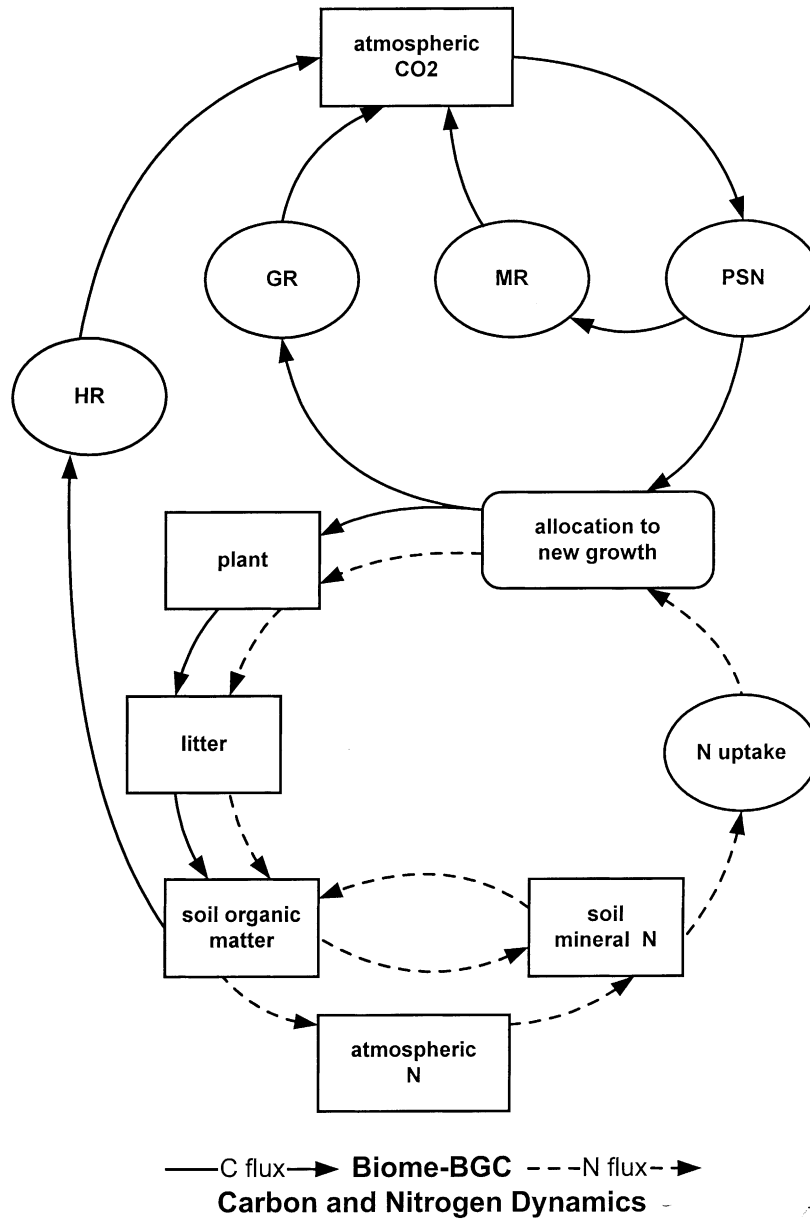 atmospheric
CO2
GR
MR
PSN
HR
allocation to
new growth
plant
litter
N uptake
soil organic
matter
soil
mineral N
atmospheric
N
C flux Biome-BGC N flux
Carbon and Nitrogen Dynamics